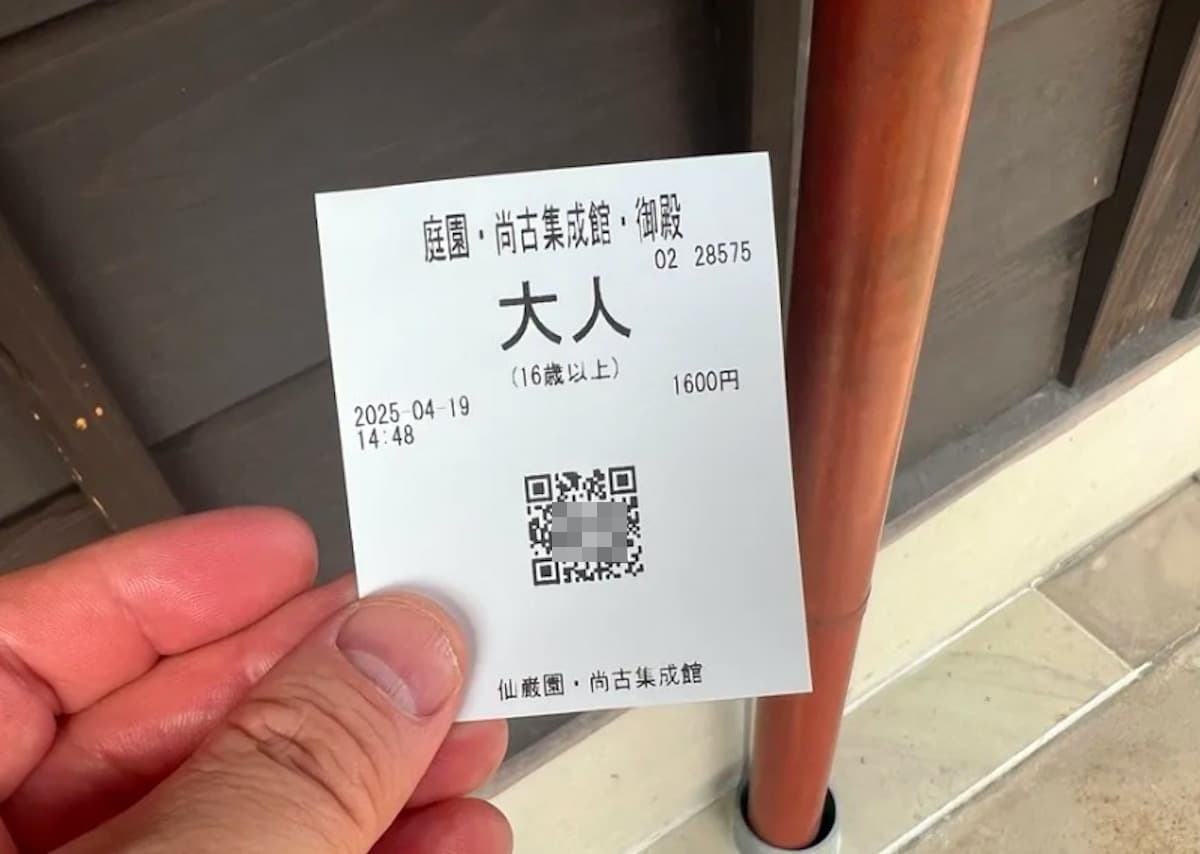 庭園・尚古集成館・御殿
02 28575
大人
(16歳以上)
1600円
2025-04-19
14:48
仙巌園・尚古集成館